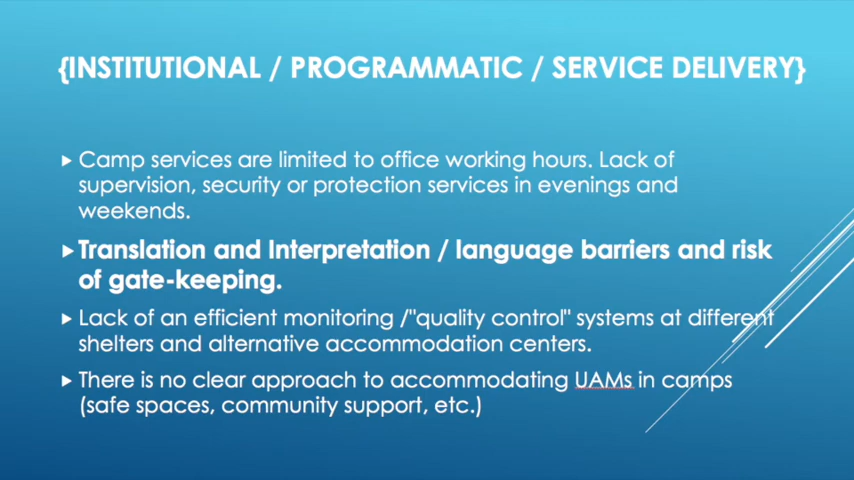 {INSTITUTIONAL / PROGRAMMATIC / SERVICE DELIVERY}
Camp services are limited to office working hours. Lack of
supervision, security or protection services in evenings and
weekends.
Translation and Interpretation / language barriers and risk
of gate-keeping.
Lack of an efficient monitoring /"quality control" systems at different
shelters and alternative accommodation centers.
There is no clear approach to accommodating UAMs in camps
(safe spaces, community support, etc.)